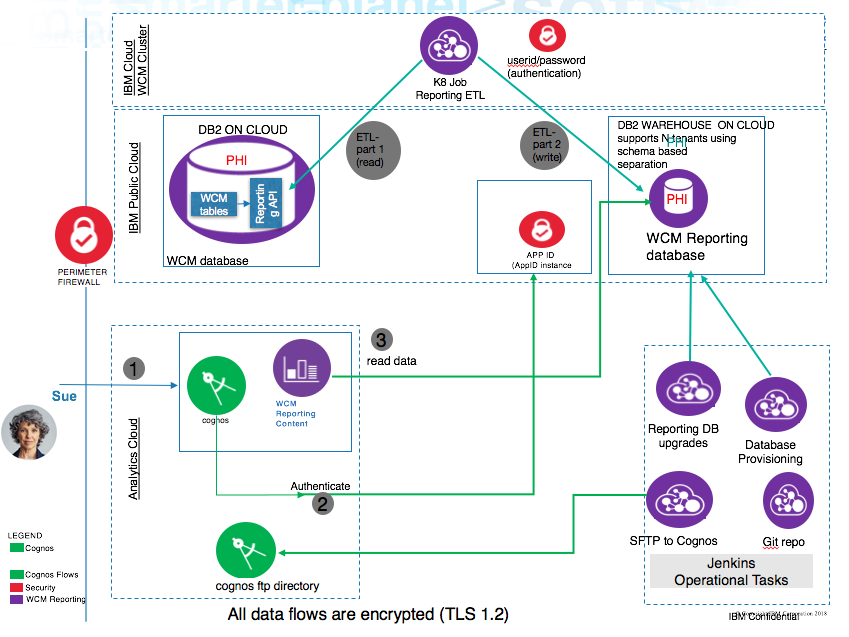 IBM Cloud
WCM Cluster
K8 Job
Reporting ETL
userid/password
(authentication)
IBM Public Cloud
DB2 ON CLOUD
PHI
WCM
tables
Reportin
g API
WCM database
ETL-
part 1
(read)
ETL-
part 2
(write)
DB2 WAREHOUSE ON CLOUD
supports N tenants using
schema based
separation
PHI
PHI
WCM Reporting
database
APP ID
(AppID instance
PERIMETER
FIREWALL
1
Sue
Analytics Cloud
cognos
WCM
Reporting
Content
3
read data
Authenticate
2
cognos ftp directory
Reporting DB
upgrades
Database
Provisioning
SFTP to Cognos
Git repo
Jenkins
Operational Tasks
LEGEND
Cognos
Cognos Flows
Security
WCM Reporting
All data flows are encrypted (TLS 1.2)
IBM Confidential
Corporation 2018